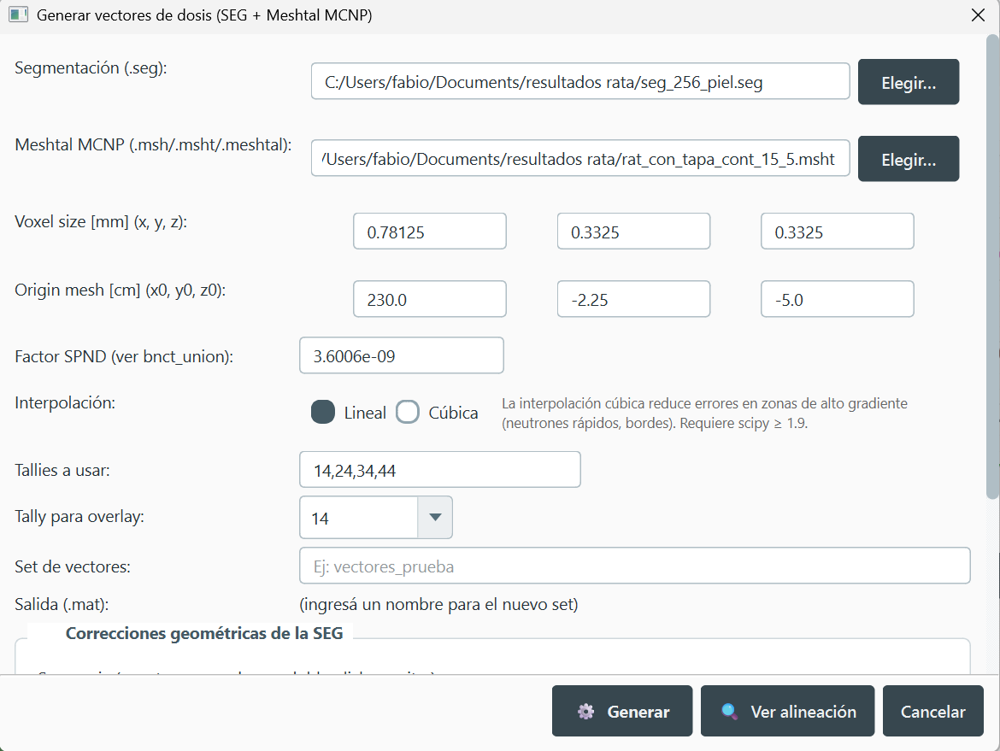 Generar vectores de dosis (SEG + Meshtal MCNP)
Segmentación (.seg):
C:/Users/fabio/Documents/resultados rata/seg_256_piel.seg
Elegir...
Meshtal MCNP (.msh/.msht/.meshtal):
/Users/fabio/Documents/resultados rata/rat_con_tapa_cont_15_5.msht
Elegir...
Voxel size [mm] (x, y, z):
0.78125
0.3325
0.3325
Origin mesh [cm] (x0, y0, z0):
230.0
-2.25
-5.0
Factor SPND (ver bnct_union):
3.6006e-09
Interpolación:
Lineal
Cúbica
La interpolación cúbica reduce errores en zonas de alto gradiente
(neutrones rápidos, bordes). Requiere scipy ≥ 1.9.
Tallies a usar:
14,24,34,44
Tally para overlay:
14
Set de vectores:
Ej: vectores_prueba
Salida (.mat):
(ingresá un nombre para el nuevo set)
Correcciones geométricas de la SEG
Generar
Ver alineación
Cancelar